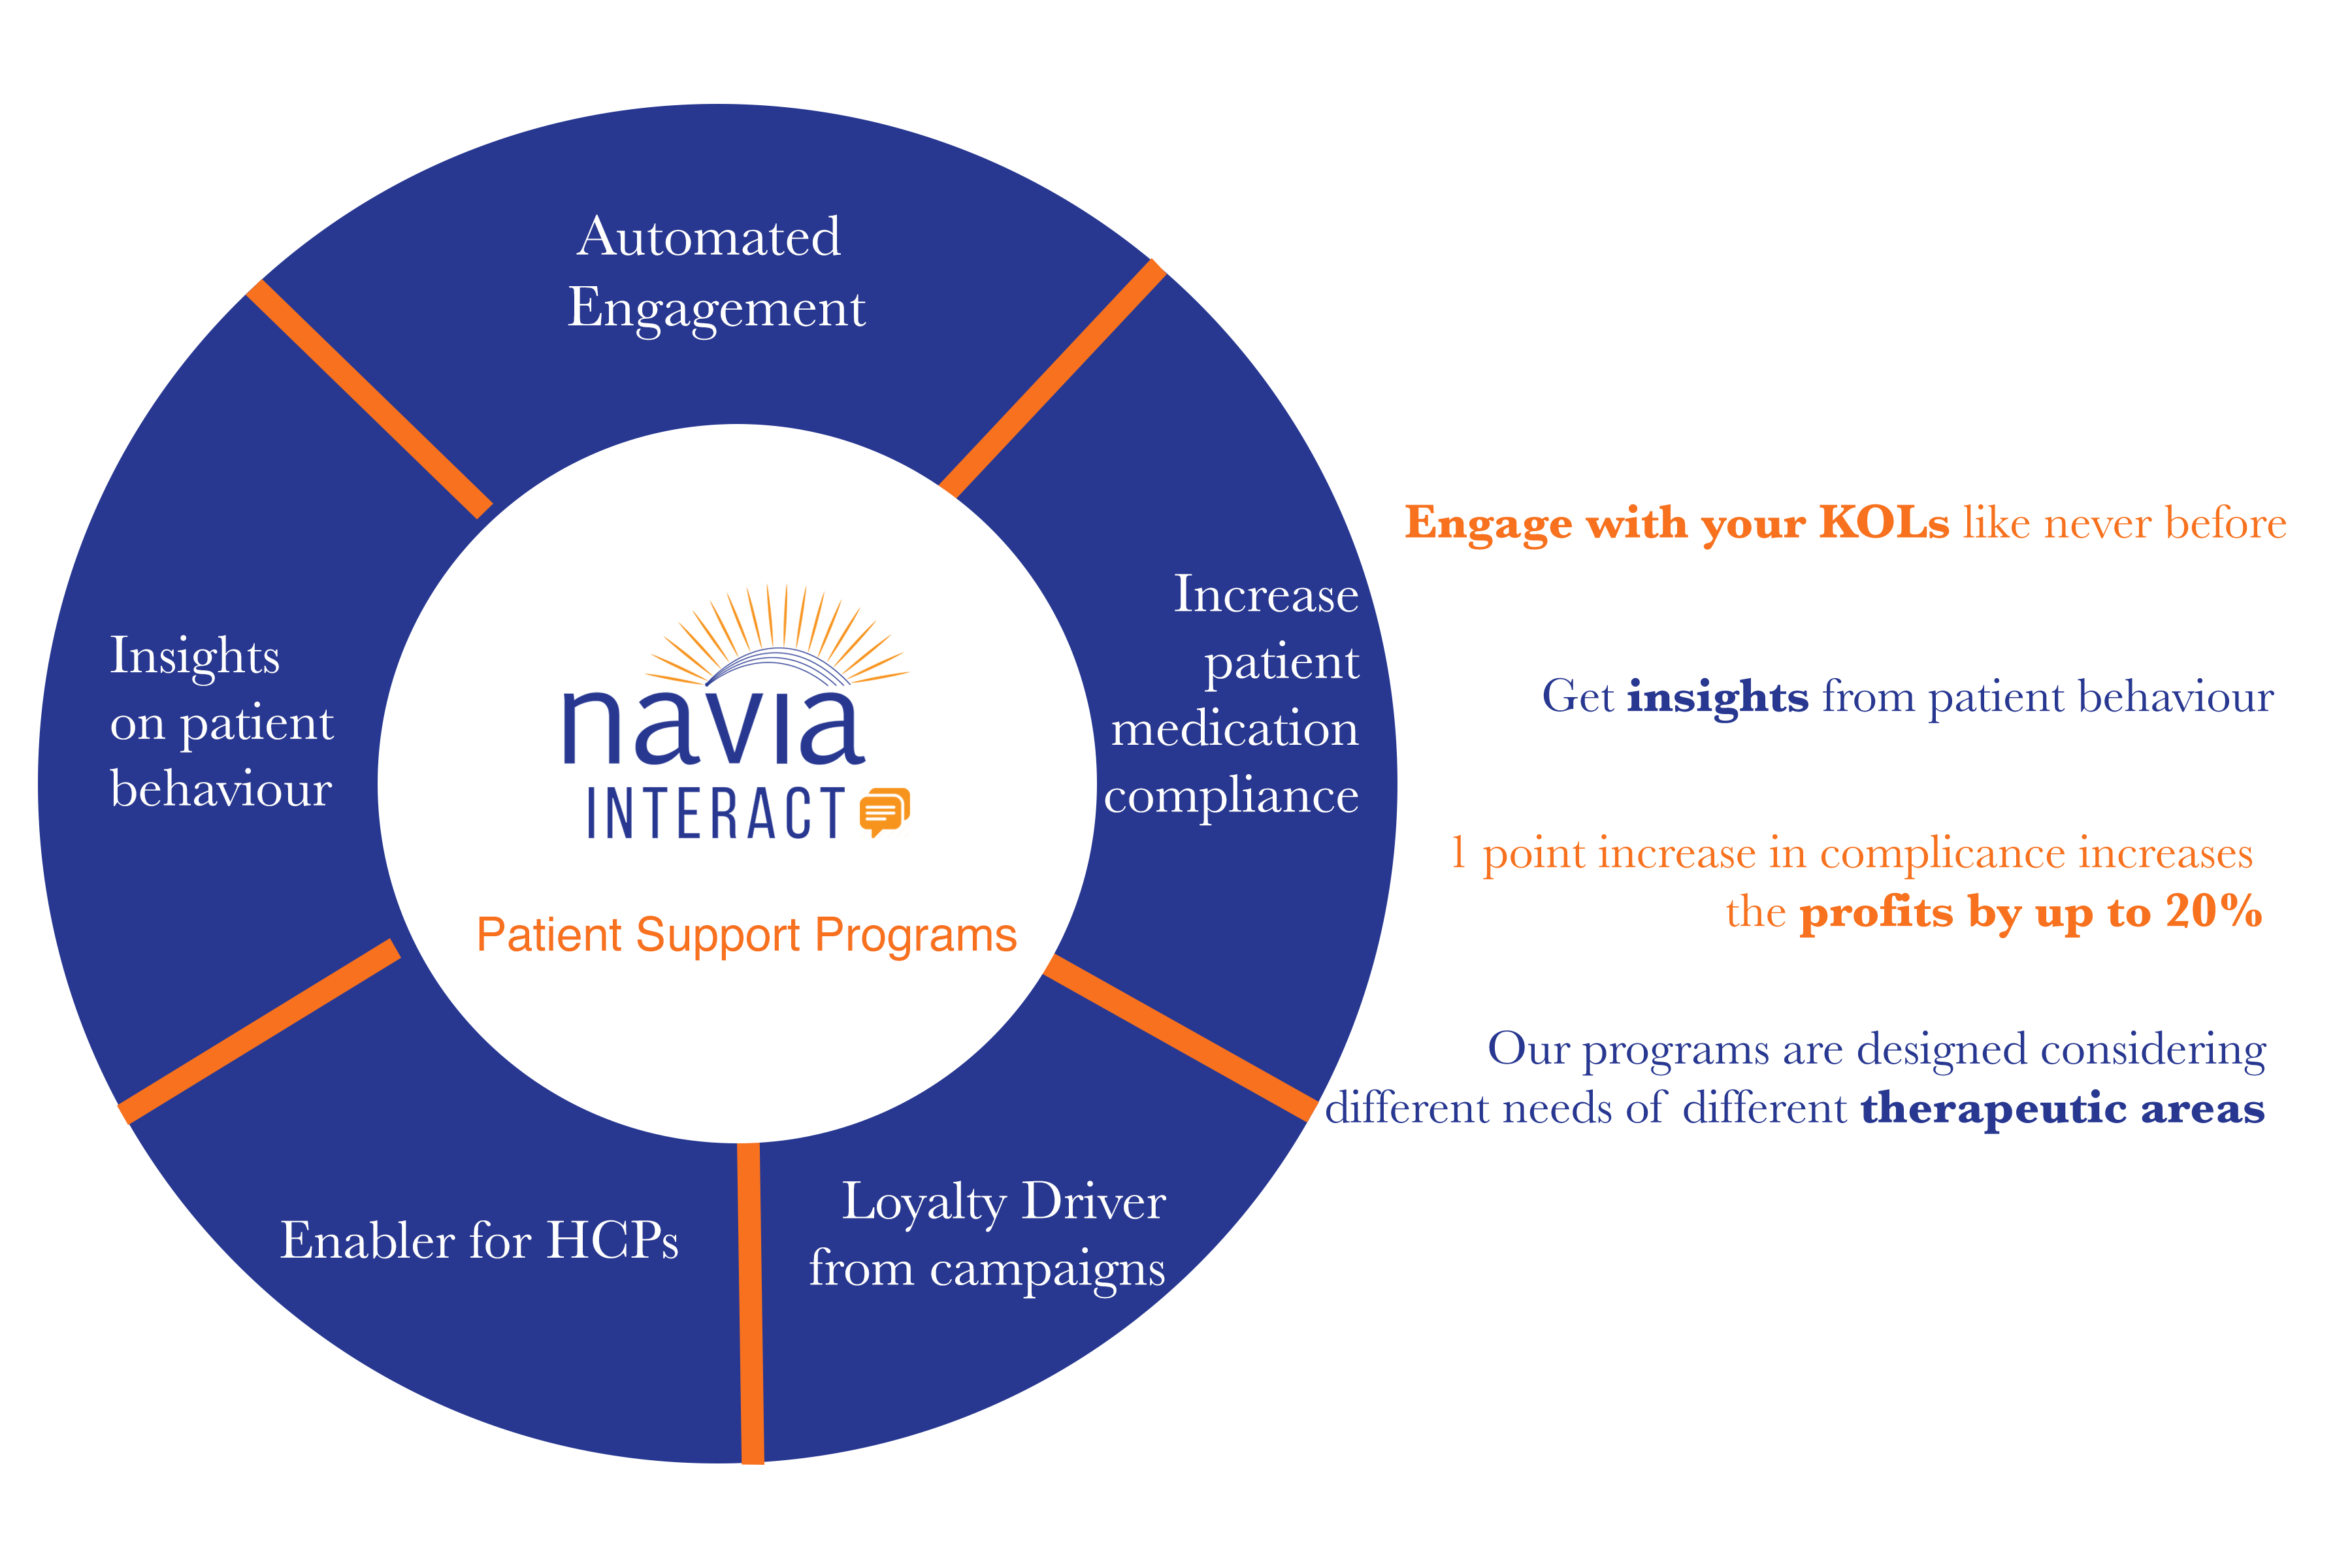 Automated
Engagement
Increase
patient
medication
compliance
Loyalty Driver
from campaigns
Enabler for HCPs
Insights
on patient
behaviour
navia
INTERACT
Patient Support Programs
Engage with your KOLs like never before
Get insights from patient behaviour
1 point increase in complicance increases
the profits by up to 20%
Our programs are designed considering
different needs of different therapeutic areas